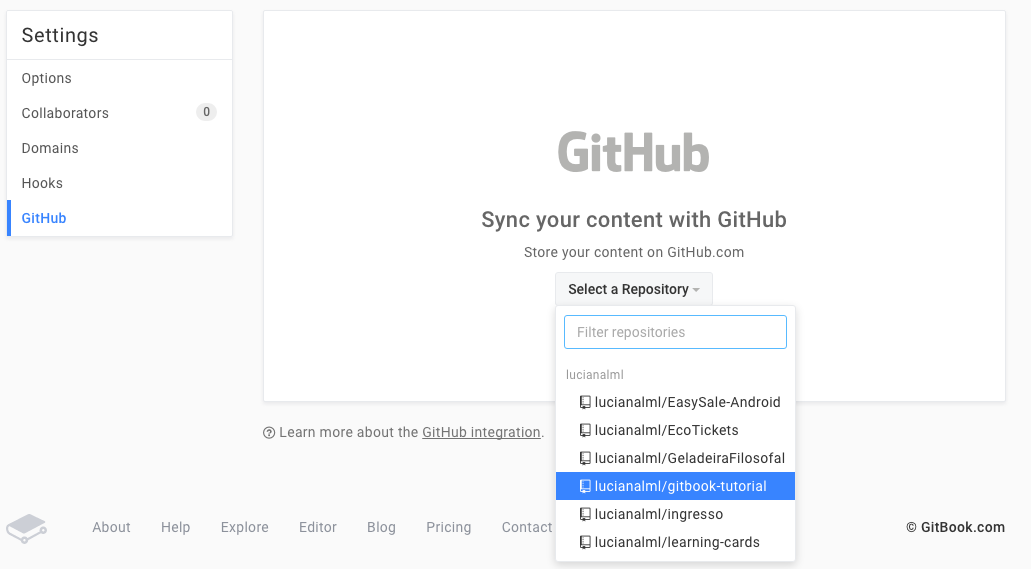 Settings
Options
Collaborators 0
Domains
Hooks
GitHub
GitHub
Sync your content with GitHub
Store your content on GitHub.com
Select a Repository
Filter repositories
lucianalml
lucianalml/EasySale-Android
lucianalml/EcoTickets
lucianalml/GeladeiraFilosofal
lucianalml/gitbook-tutorial
lucianalml/ingresso
lucianalml/learning-cards
Learn more about the GitHub integration.
About Help Explore Editor Blog Pricing Contact © GitBook.com